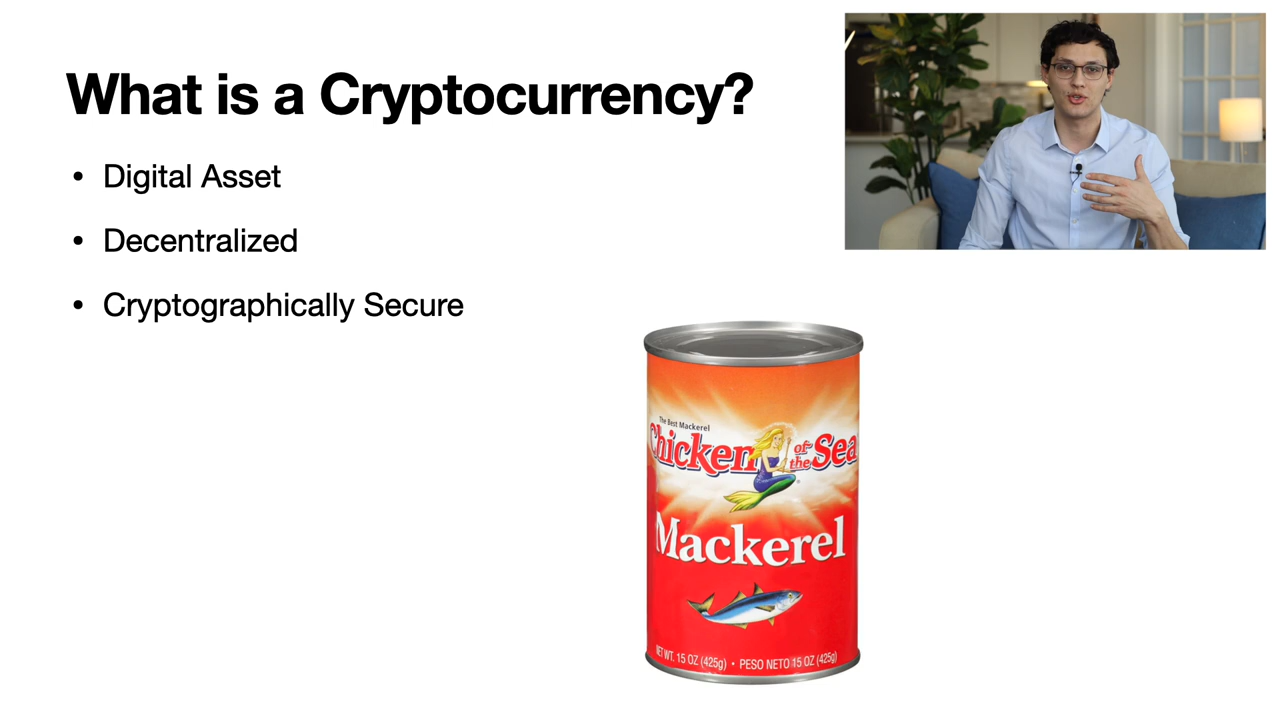 What is a Cryptocurrency?
• Digital Asset
• Decentralized
• Cryptographically Secure
The Best Mackerel
Chicken of the Sea
Mackerel
NET WT. 15 OZ (425g) • PESO NETO 15 OZ (425g)